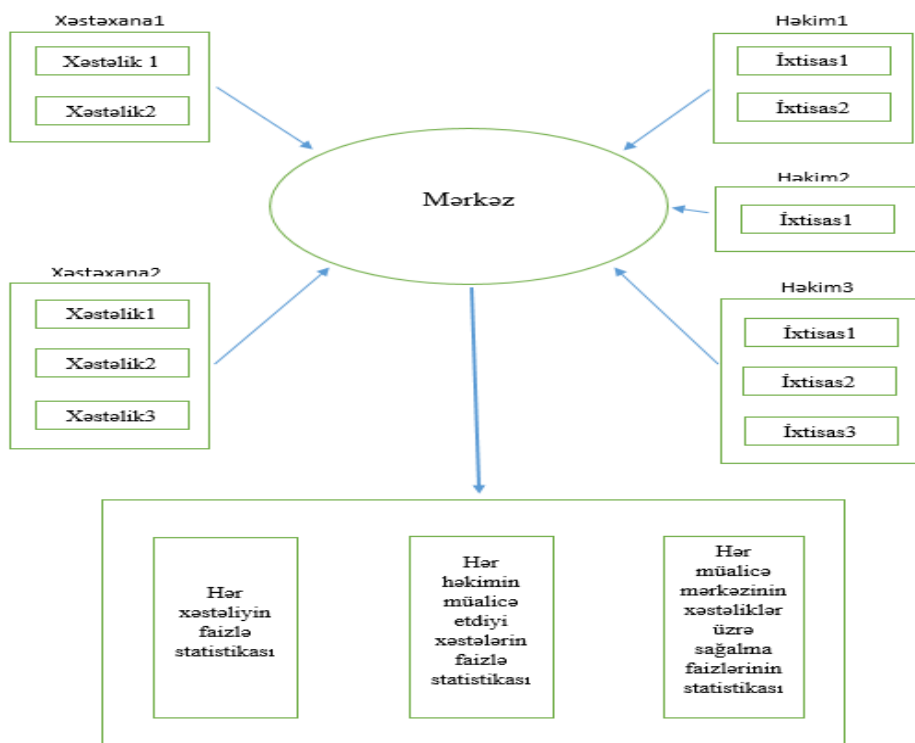 Xəstəxana1
Xəstəlik 1
Xəstəlik2
Həkim1
İxtisas1
İxtisas2
Mərkəz
Həkim2
İxtisas1
Xəstəxana2
Xəstəlik1
Xəstəlik2
Xəstəlik3
Həkim3
İxtisas1
İxtisas2
İxtisas3
Hər
xəstəliyin
faizlə
statistikası
Hər
həkimin
müalicə
etdiyi
xəstələrin
faizlə
statistikası
Hər
müalicə
mərkəzinin
xəstəliklər
üzrə
sağalma
faizlərinin
statistikası